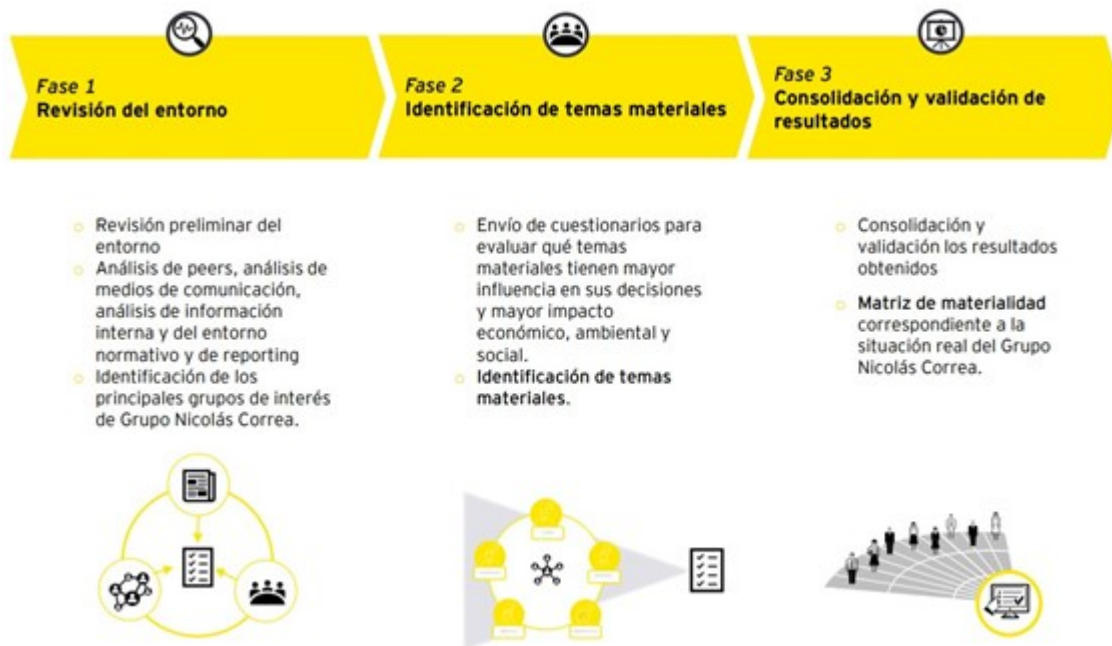 Fase 1
Revisión del entorno
Fase 2
Identificación de temas materiales
Fase 3
Consolidación y validación de
resultados
Revisión preliminar del
entorno
Análisis de peers, análisis de
medios de comunicación,
análisis de información
interna y del entorno
normativo y de reporting
Identificación de los
principales grupos de interés
de Grupo Nicolás Correa.
Envío de cuestionarios para
evaluar qué temas
materiales tienen mayor
influencia en sus decisiones
y mayor impacto
económico, ambiental y
social.
Identificación de temas
materiales.
Consolidación y
validación los resultados
obtenidos
Matriz de materialidad
correspondiente a la
situación real del Grupo
Nicolás Correa.